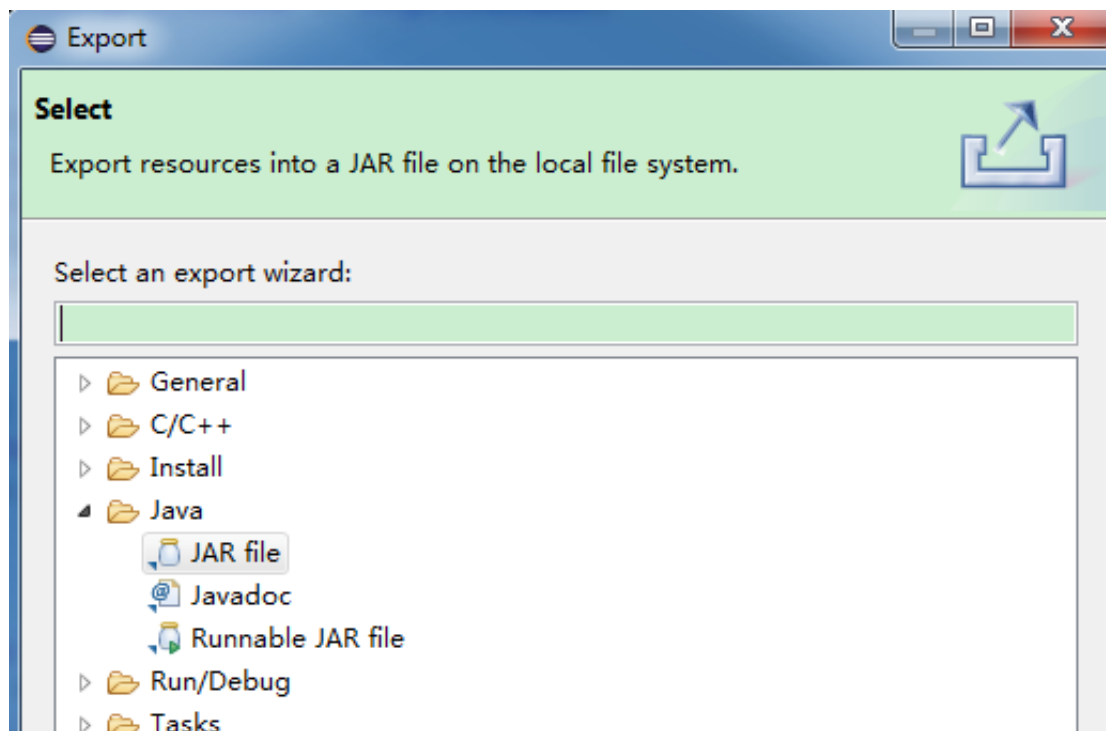 Export
Select
Export resources into a JAR file on the local file system.
Select an export wizard:
General
C/C++
Install
Java
JAR file
Javadoc
Runnable JAR file
Run/Debug
Tasks